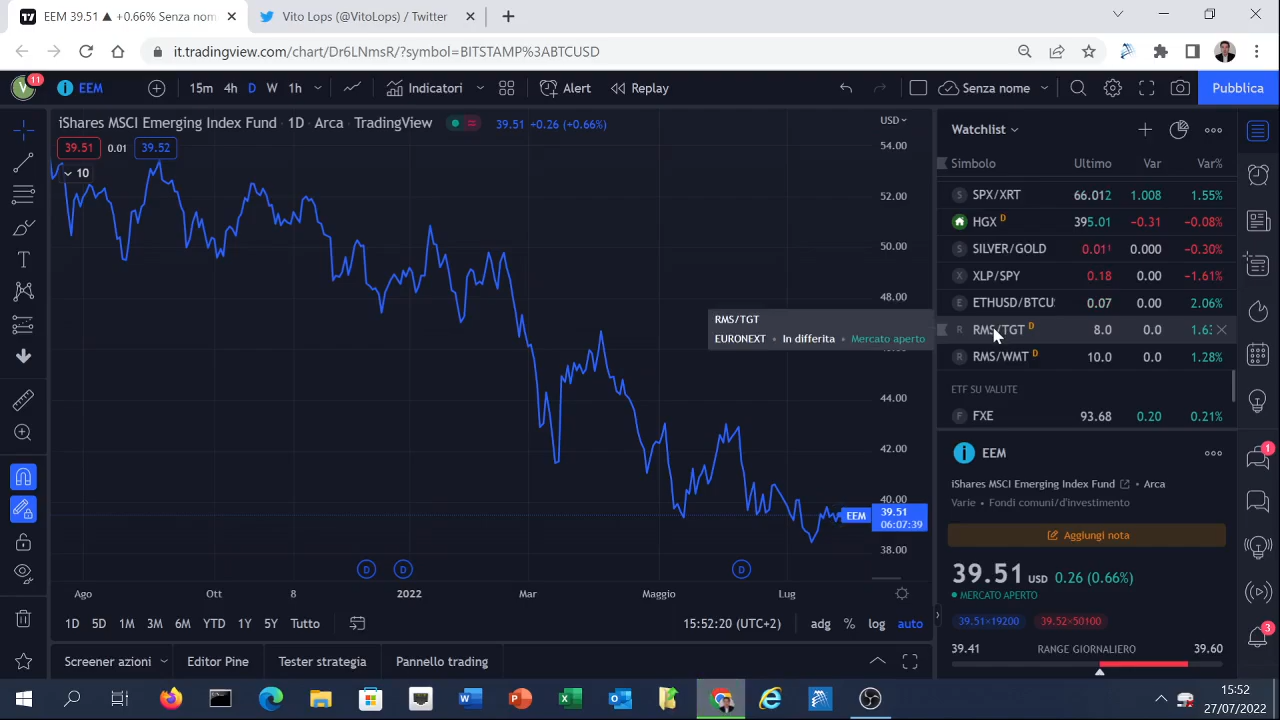 EEM 39.51 ▲ +0.66% Senza nom
Vito Lops (@VitoLops) / Twitter
it.tradingview.com/chart/Dr6LNmsR/?symbol=BITSTAMP%3ABTCUSD
V 11 EEM 15m 4h D W 1h Indicatori Alert Replay Senza nome Pubblica
iShares MSCI Emerging Index Fund · 1D · Arca · TradingView 39.51 +0.26 (+0.66%)
39.51 0.01 39.52
10
USD
54.00
52.00
50.00
48.00
44.00
42.00
40.00
EEM 39.51
06:07:39
38.00
RMS/TGT
EURONEXT • In differita • Mercato aperto
D D D
Ago Ott 8 2022 Mar Maggio Lug
1D 5D 1M 3M 6M YTD 1Y 5Y Tutto 15:52:20 (UTC+2) adg % log auto
Screener azioni Editor Pine Tester strategia Pannello trading
Watchlist
Simbolo Ultimo Var Var%
SPX/XRT 66.012 1.008 1.55%
HGX D 395.01 −0.31 −0.08%
SILVER/GOLD 0.01¹ 0.000 −0.30%
XLP/SPY 0.18 0.00 −1.61%
ETHUSD/BTCU 0.07 0.00 2.06%
RMS/TGT D 8.0 0.0
RMS/WMT D 10.0 0.0 1.28%
ETF SU VALUTE
FXE 93.68 0.20 0.21%
EEM
iShares MSCI Emerging Index Fund • Arca
Varie • Fondi comuni/d'investimento
Aggiungi nota
39.51 USD 0.26 (0.66%)
MERCATO APERTO
39.51×19200 39.52×50100
39.41 RANGE GIORNALIERO 39.60
1
3
15:52
27/07/2022